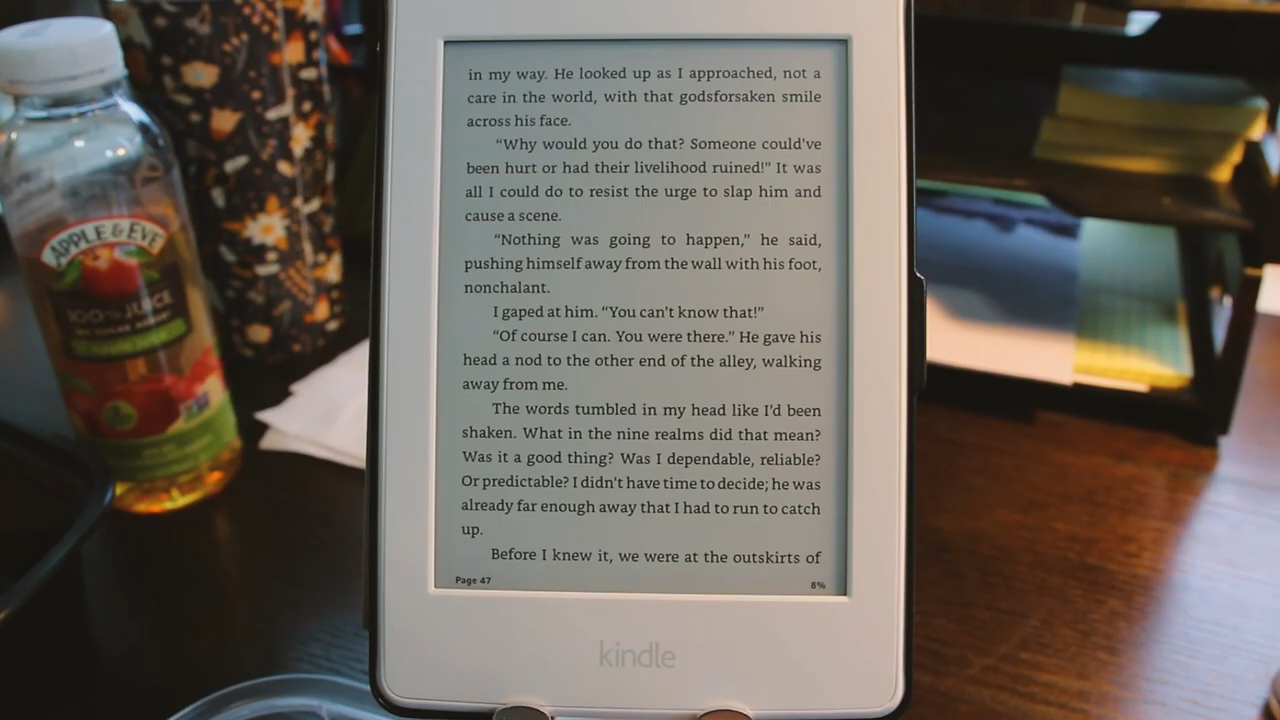 in my way. He looked up as I approached, not a
care in the world, with that godsforsaken smile
across his face.
“Why would you do that? Someone could’ve
been hurt or had their livelihood ruined!” It was
all I could do to resist the urge to slap him and
cause a scene.
“Nothing was going to happen,” he said,
pushing himself away from the wall with his foot,
nonchalant.
I gaped at him. “You can’t know that!”
“Of course I can. You were there.” He gave his
head a nod to the other end of the alley, walking
away from me.
The words tumbled in my head like I’d been
shaken. What in the nine realms did that mean?
Was it a good thing? Was I dependable, reliable?
Or predictable? I didn’t have time to decide; he was
already far enough away that I had to run to catch
up.
Before I knew it, we were at the outskirts of
Page 47
8%
kindle
APPLE & EVE
100% JUICE